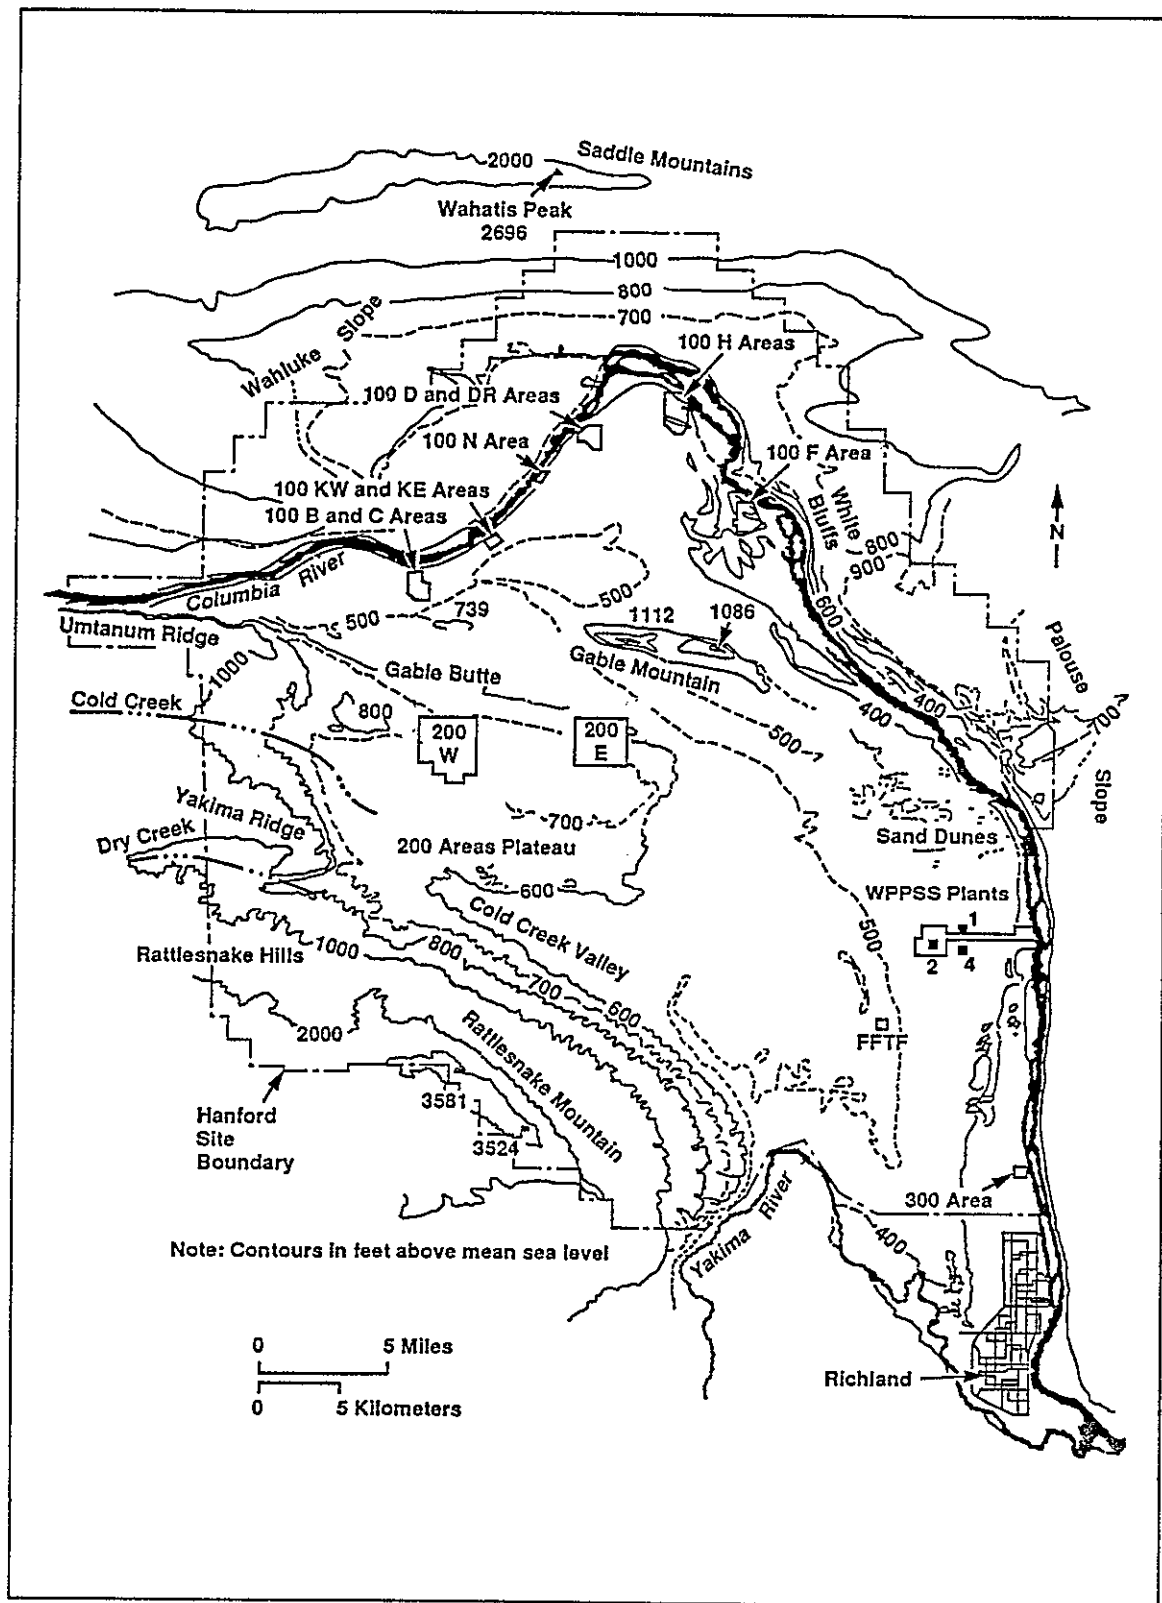 2000
Saddle Mountains
Wahatis Peak
2696
1000
800
700
Wahluke Slope
100 H Areas
100 D and DR Areas
100 N Area
100 F Area
100 KW and KE Areas
100 B and C Areas
White
Bluffs
800
900
N
Columbia River
500
739
500
1112
1086
600
Umtanum Ridge
1000
Gable Butte
Gable Mountain
Palouse Slope
400
400
700
Cold Creek
800
200
W
200
E
500
Yakima Ridge
700
Dry Creek
200 Areas Plateau
Sand Dunes
600
WPPSS Plants
1
2
4
Cold Creek Valley
500
Rattlesnake Hills
1000
800
700
600
2000
FFTF
Rattlesnake Mountain
3581
3524
Hanford
Site
Boundary
300 Area
Yakima River
400
Note: Contours in feet above mean sea level
0 5 Miles
0 5 Kilometers
Richland